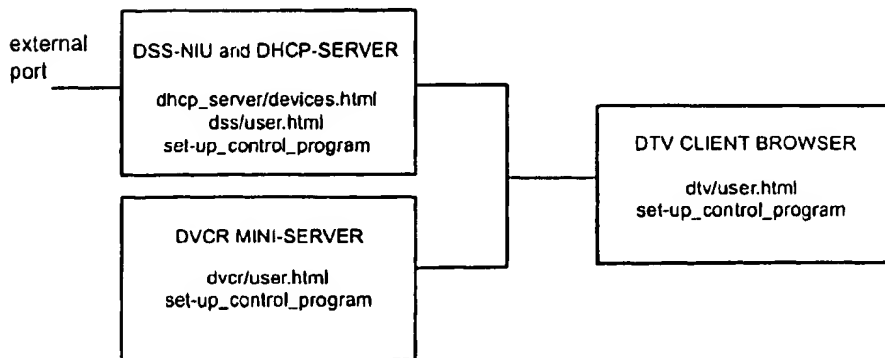 external
port
DSS-NIU and DHCP-SERVER
dhcp_server/devices.html
dss/user.html
set-up_control_program
DVCR MINI-SERVER
dvcr/user.html
set-up_control_program
DTV CLIENT BROWSER
dtv/user.html
set-up_control_program